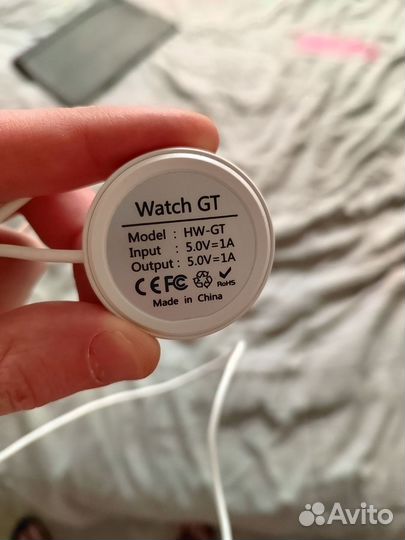 Watch GT
Model : HW-GT
Input : 5.0V=1A
Output : 5.0V=1A
CE FC RoHS
Made in China
Avito